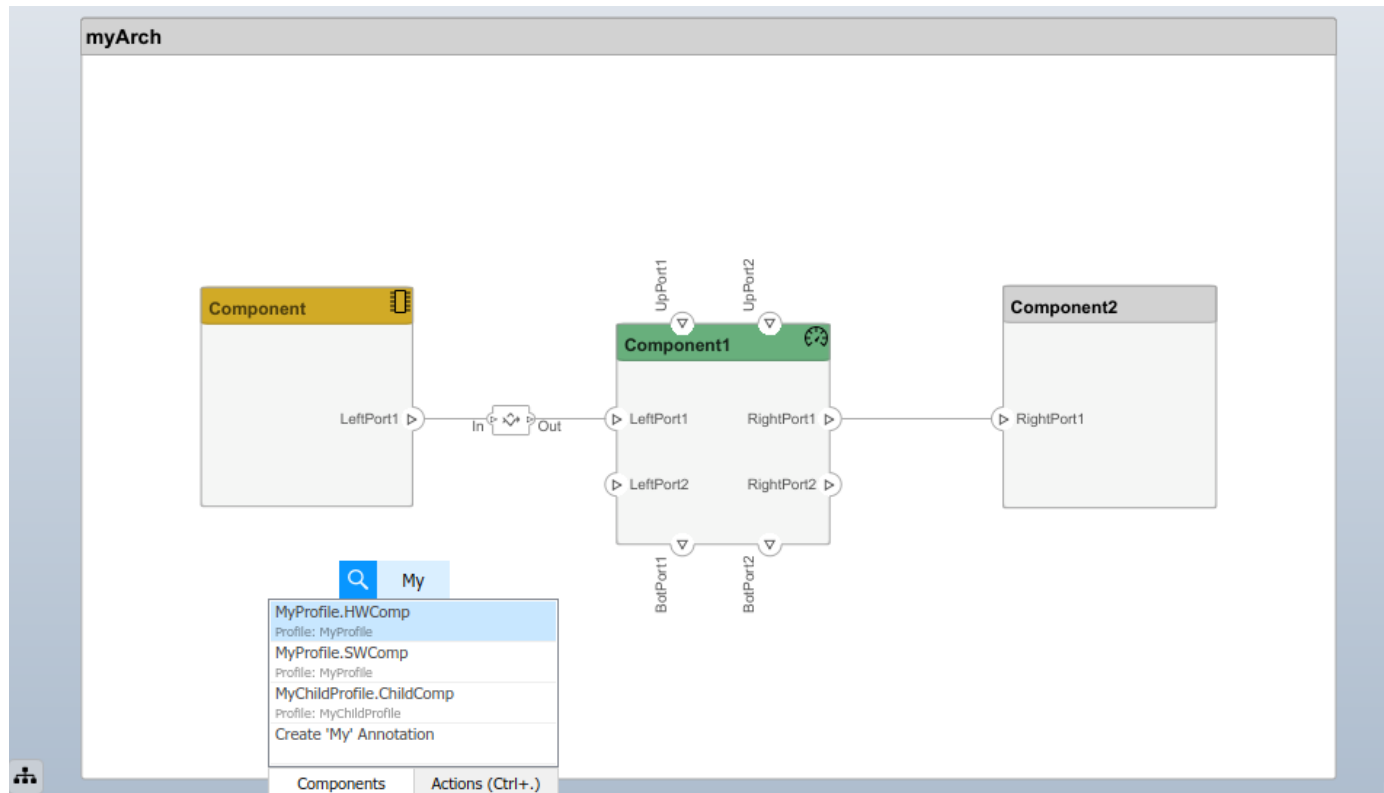 myArch
UpPort1
UpPort2
Component
Component1
Component2
LeftPort1
In
Out
LeftPort1
RightPort1
RightPort1
LeftPort2
RightPort2
BotPort1
BotPort2
My
MyProfile.HWComp
Profile: MyProfile
MyProfile.SWComp
Profile: MyProfile
MyChildProfile.ChildComp
Profile: MyChildProfile
Create 'My' Annotation
Components
Actions (Ctrl+.)